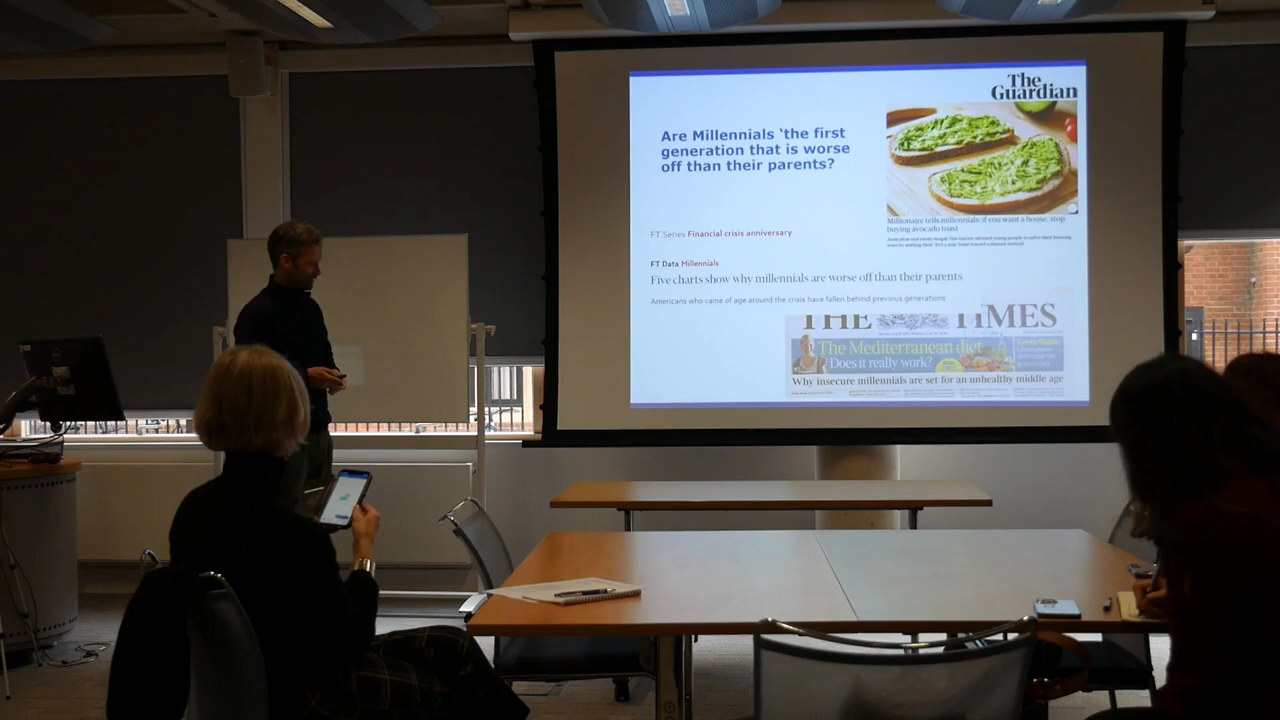 The
Guardian
Are Millennials ‘the first
generation that is worse
off than their parents?
Millionaire tells millennials: if you want a house, stop
buying avocado toast
FT Series Financial crisis anniversary
FT Data Millennials
Five charts show why millennials are worse off than their parents
Americans who came of age around the crisis have fallen behind previous generations
THE TIMES
The Mediterranean diet
Does it really work?
Why insecure millennials are set for an unhealthy middle age